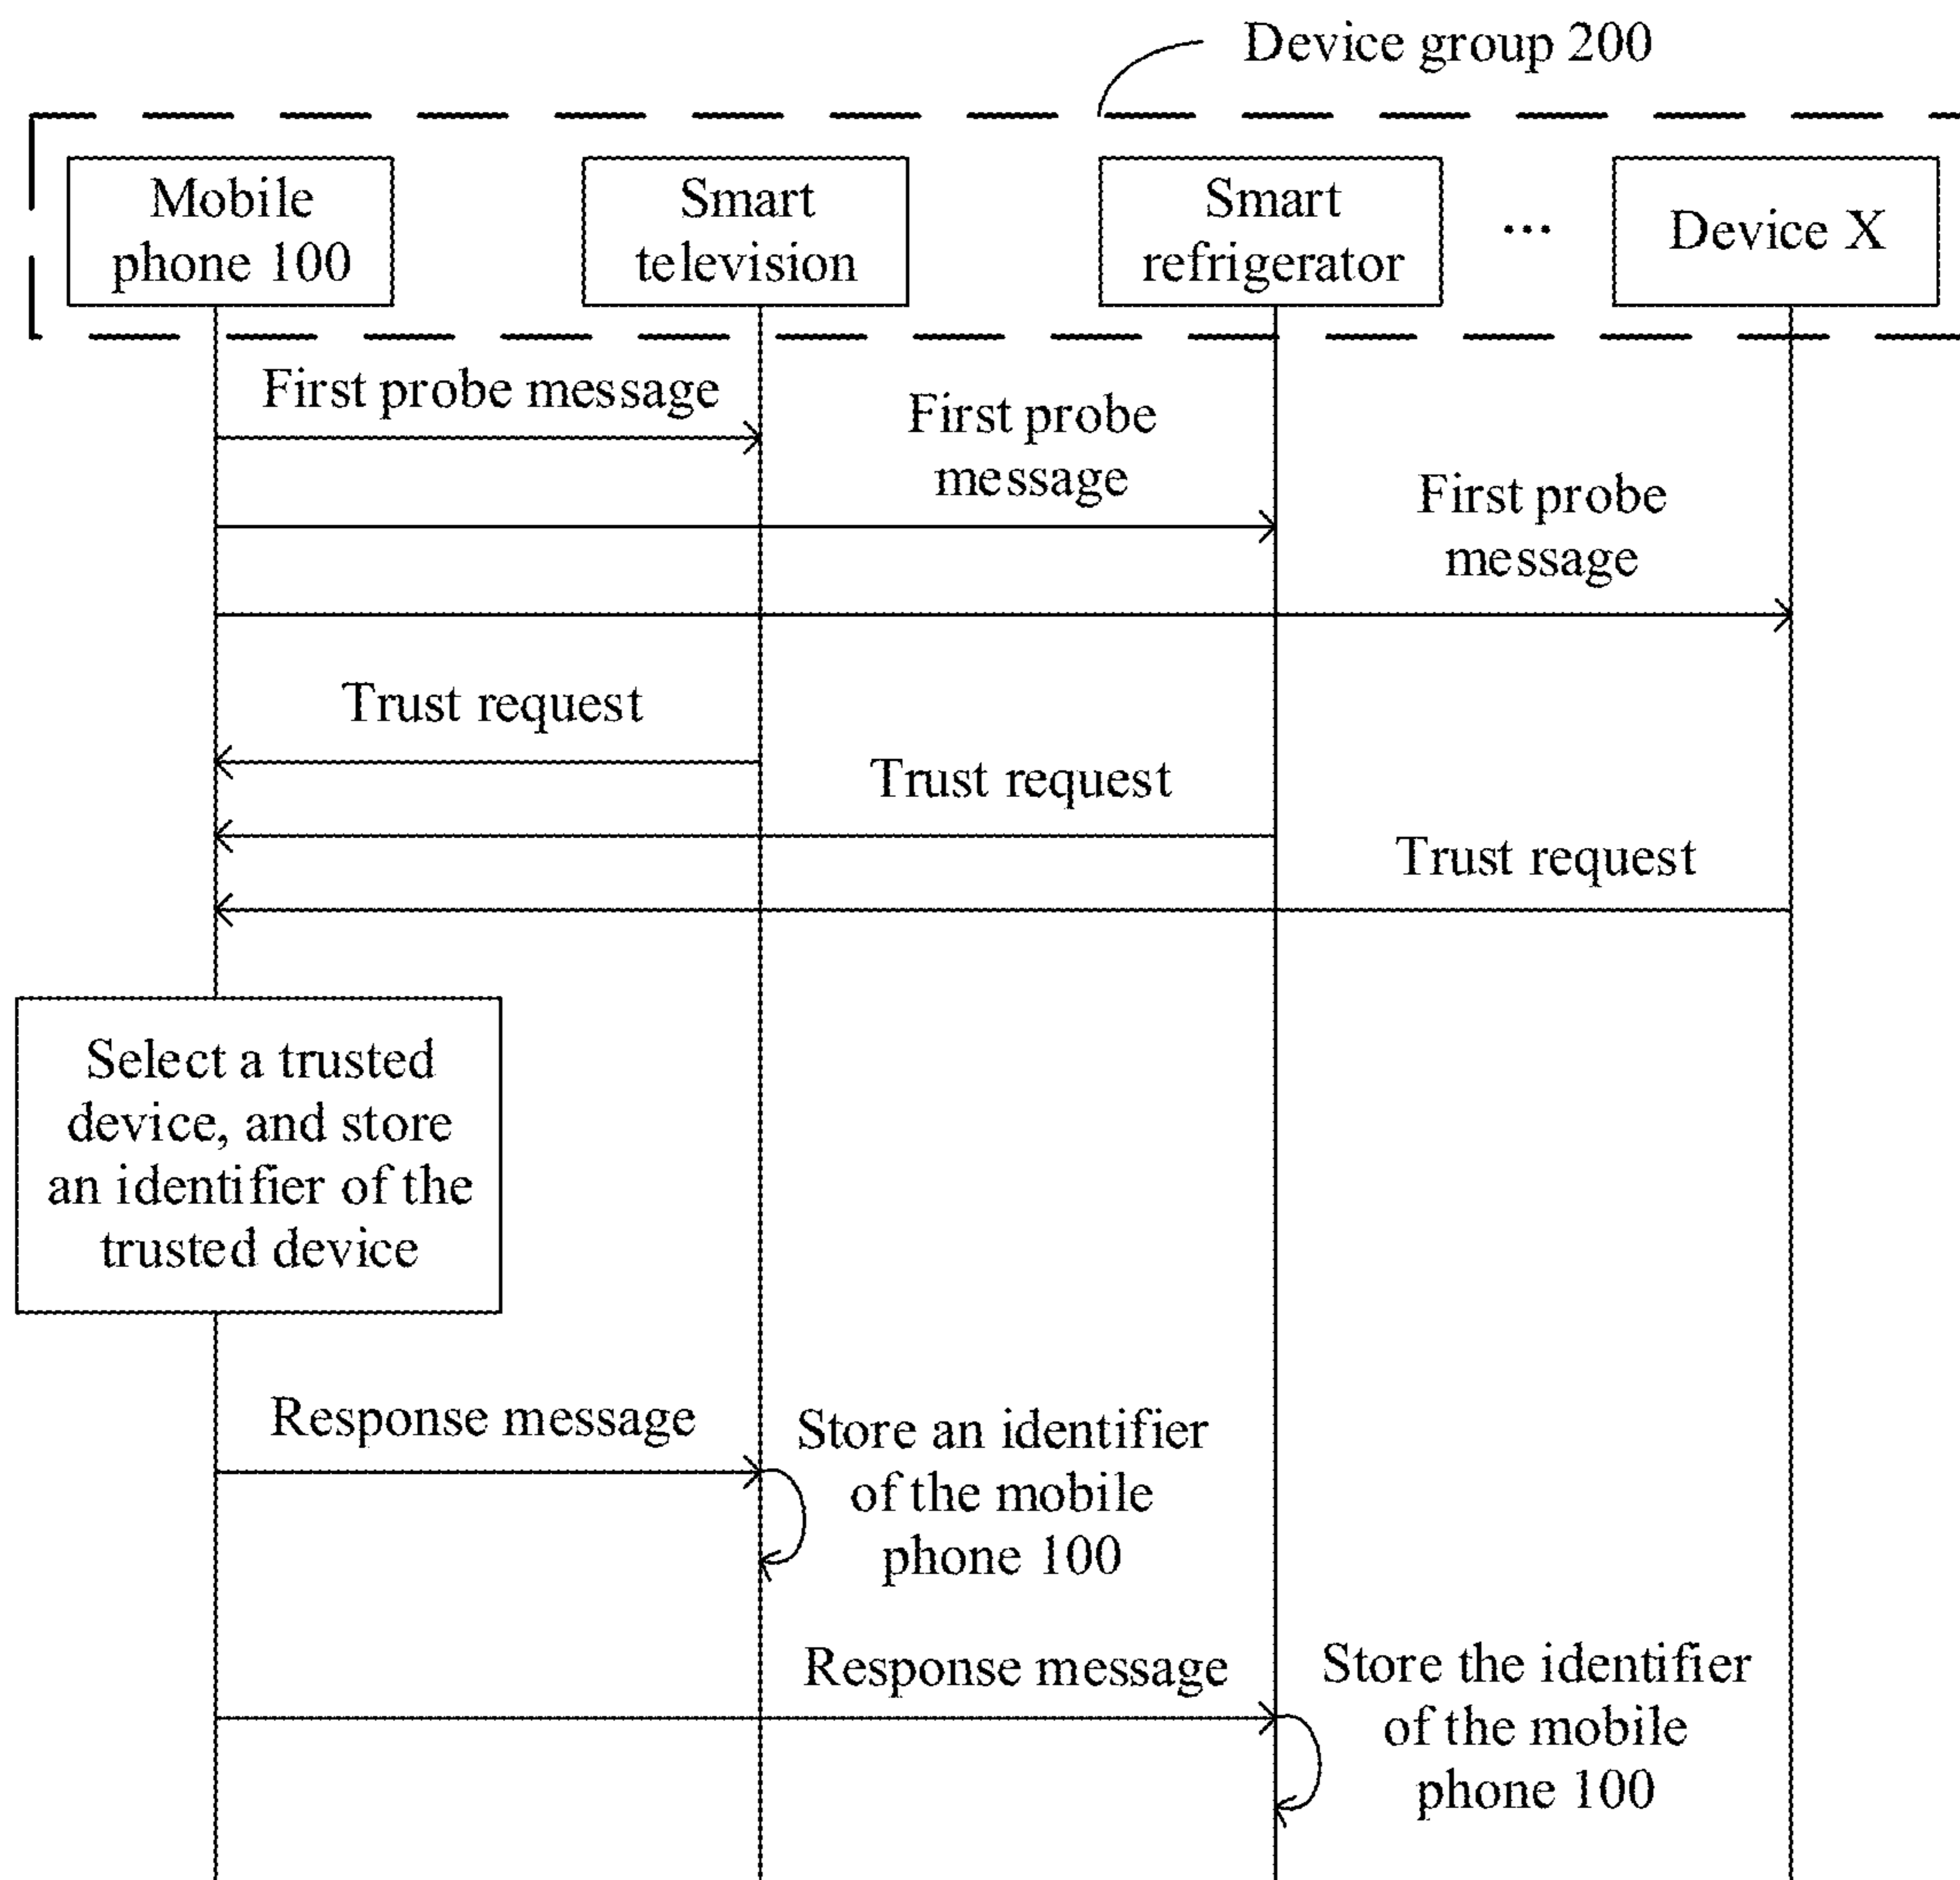 Device group 200
Mobile
phone 100
Smart
television
Smart
refrigerator
...
Device X
First probe message
First probe
message
First probe
message
Trust request
Trust request
Trust request
Select a trusted
device, and store
an identifier of the
trusted device
Response message
Store an identifier
of the mobile
phone 100
Response message
Store the identifier
of the mobile
phone 100